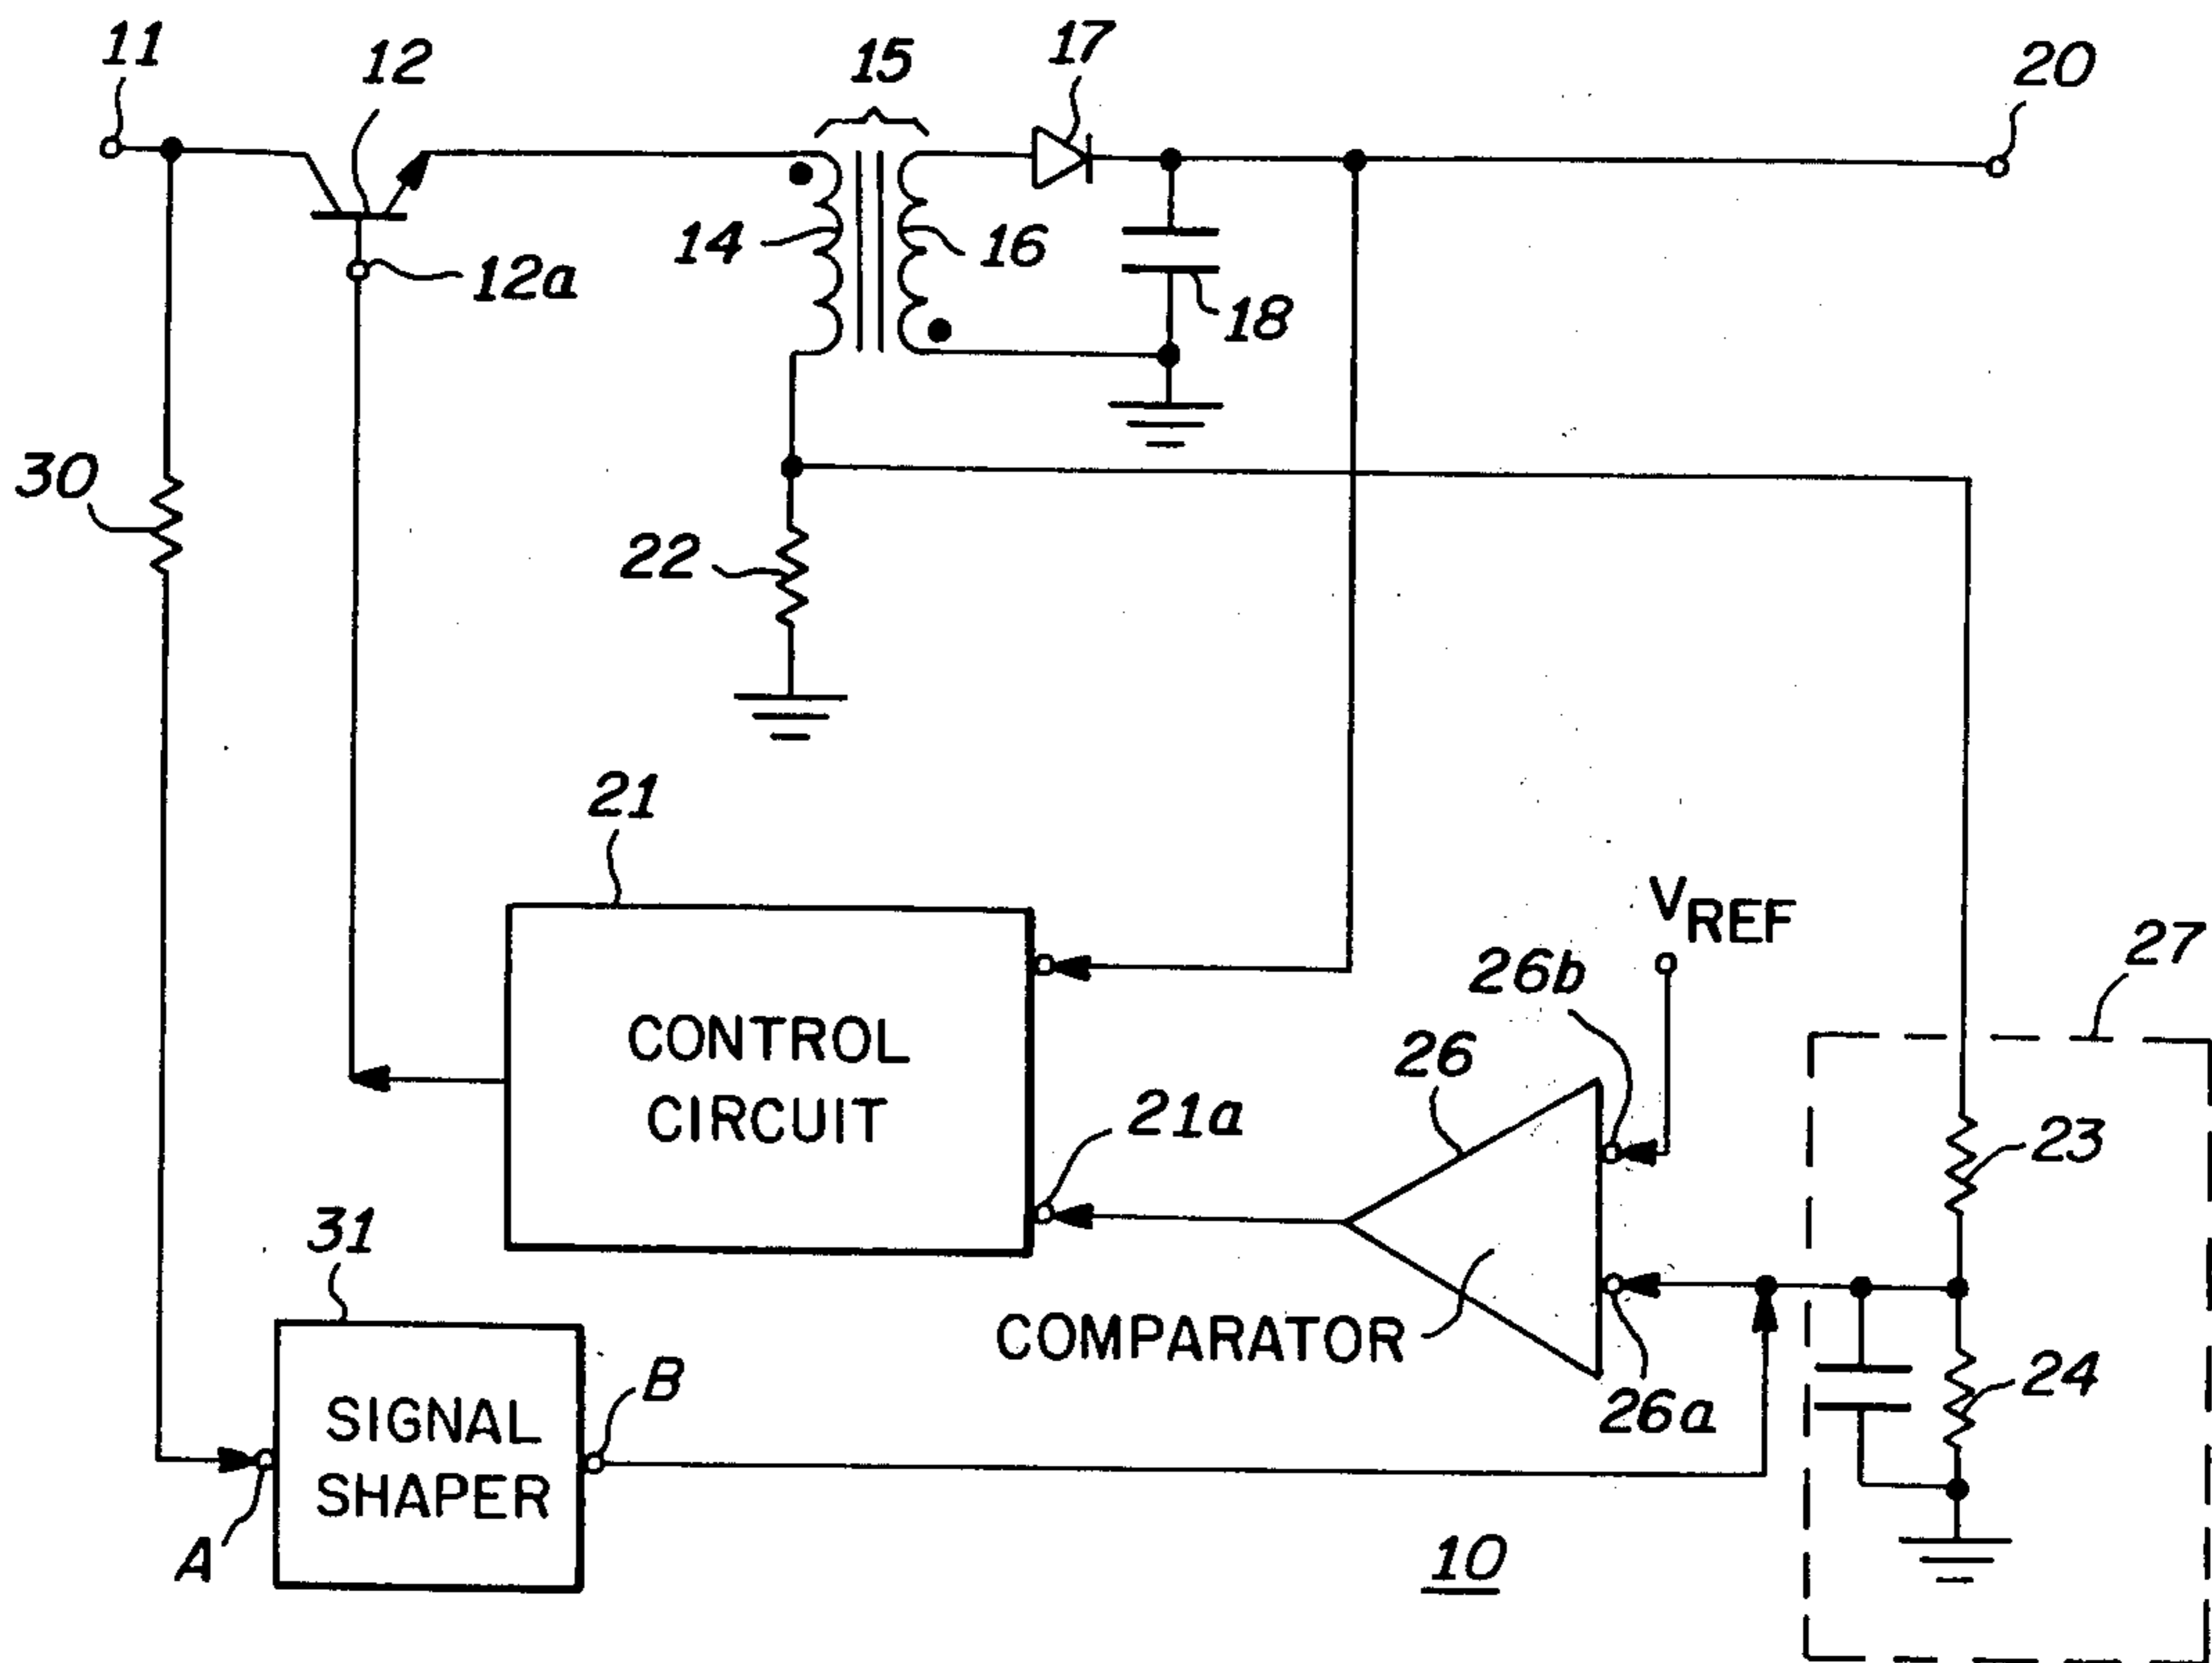 11
12
15
17
20
14
16
12a
18
30
22
21
V REF
27
26b
CONTROL
CIRCUIT
26
21a
23
31
COMPARATOR
B
26a
24
SIGNAL
SHAPER
A
10